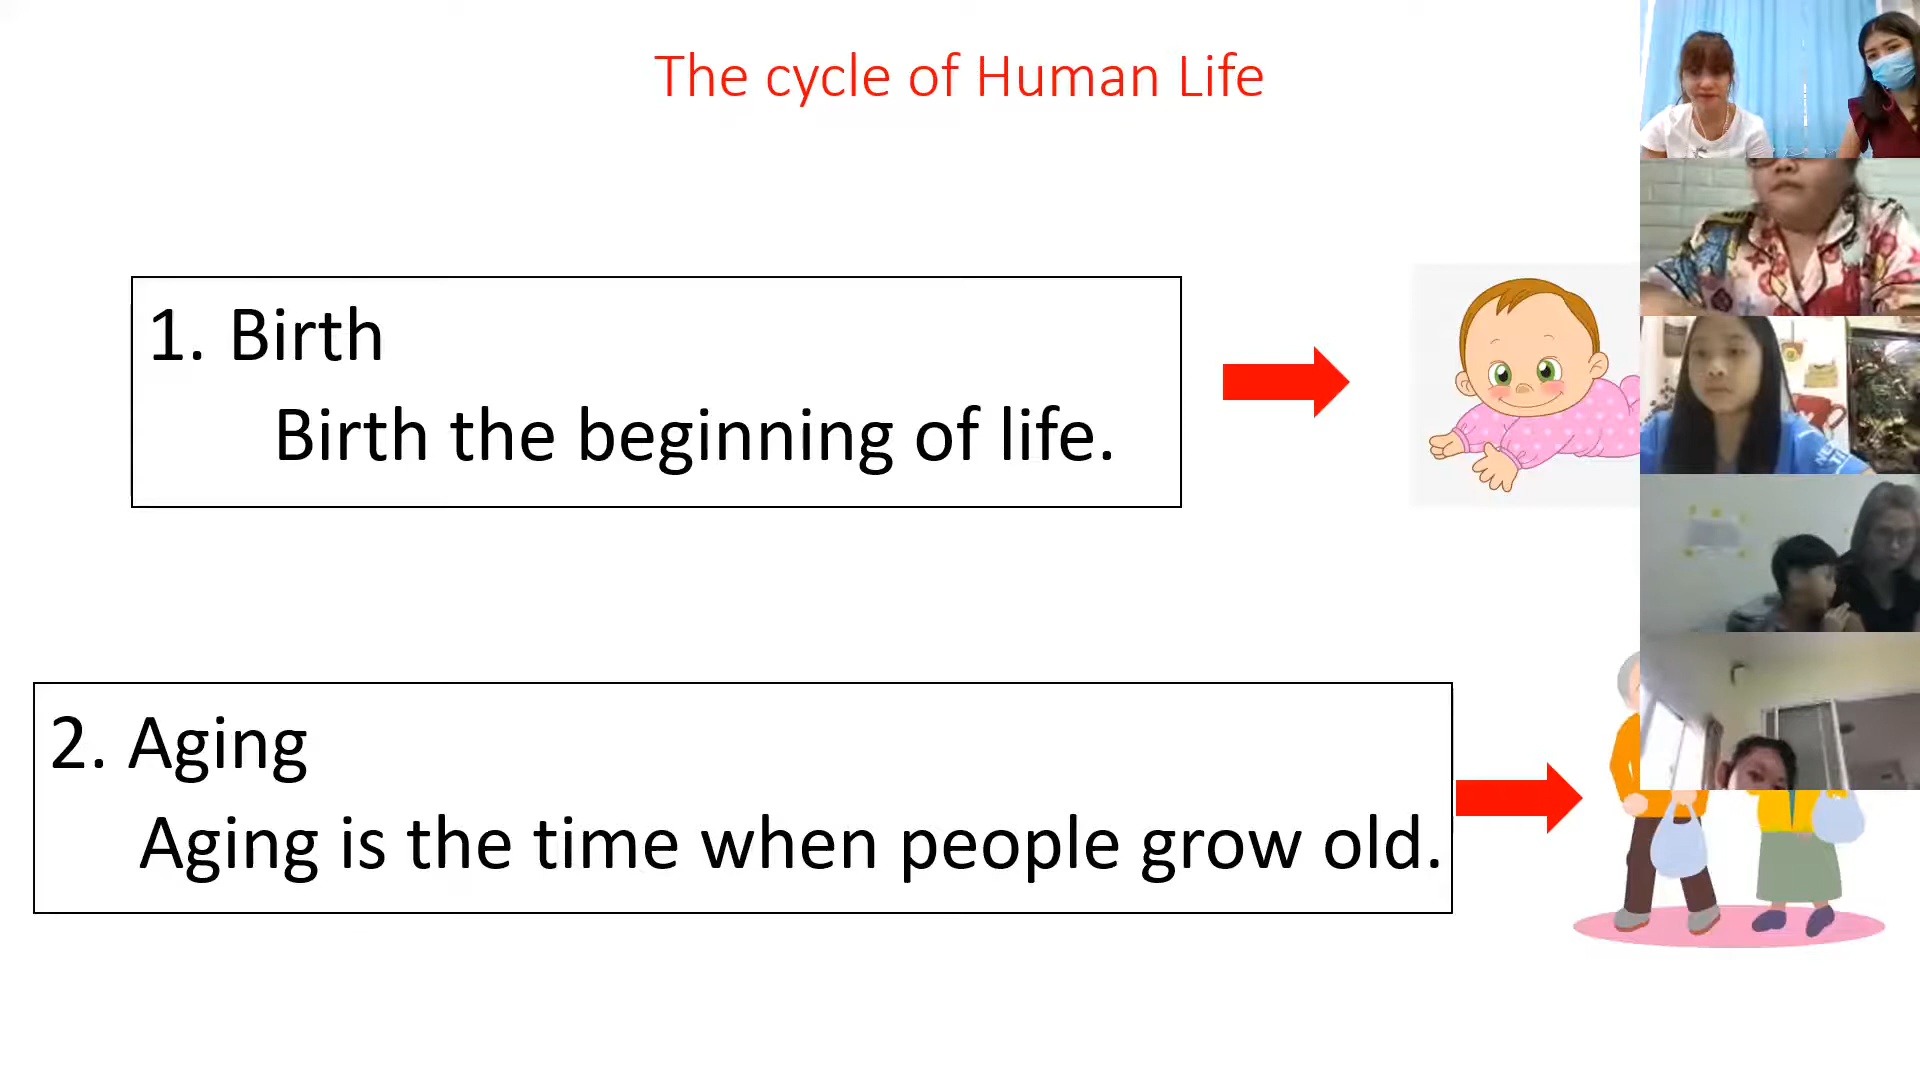 The cycle of Human Life
1. Birth
Birth the beginning of life.
2. Aging
Aging is the time when people grow old.